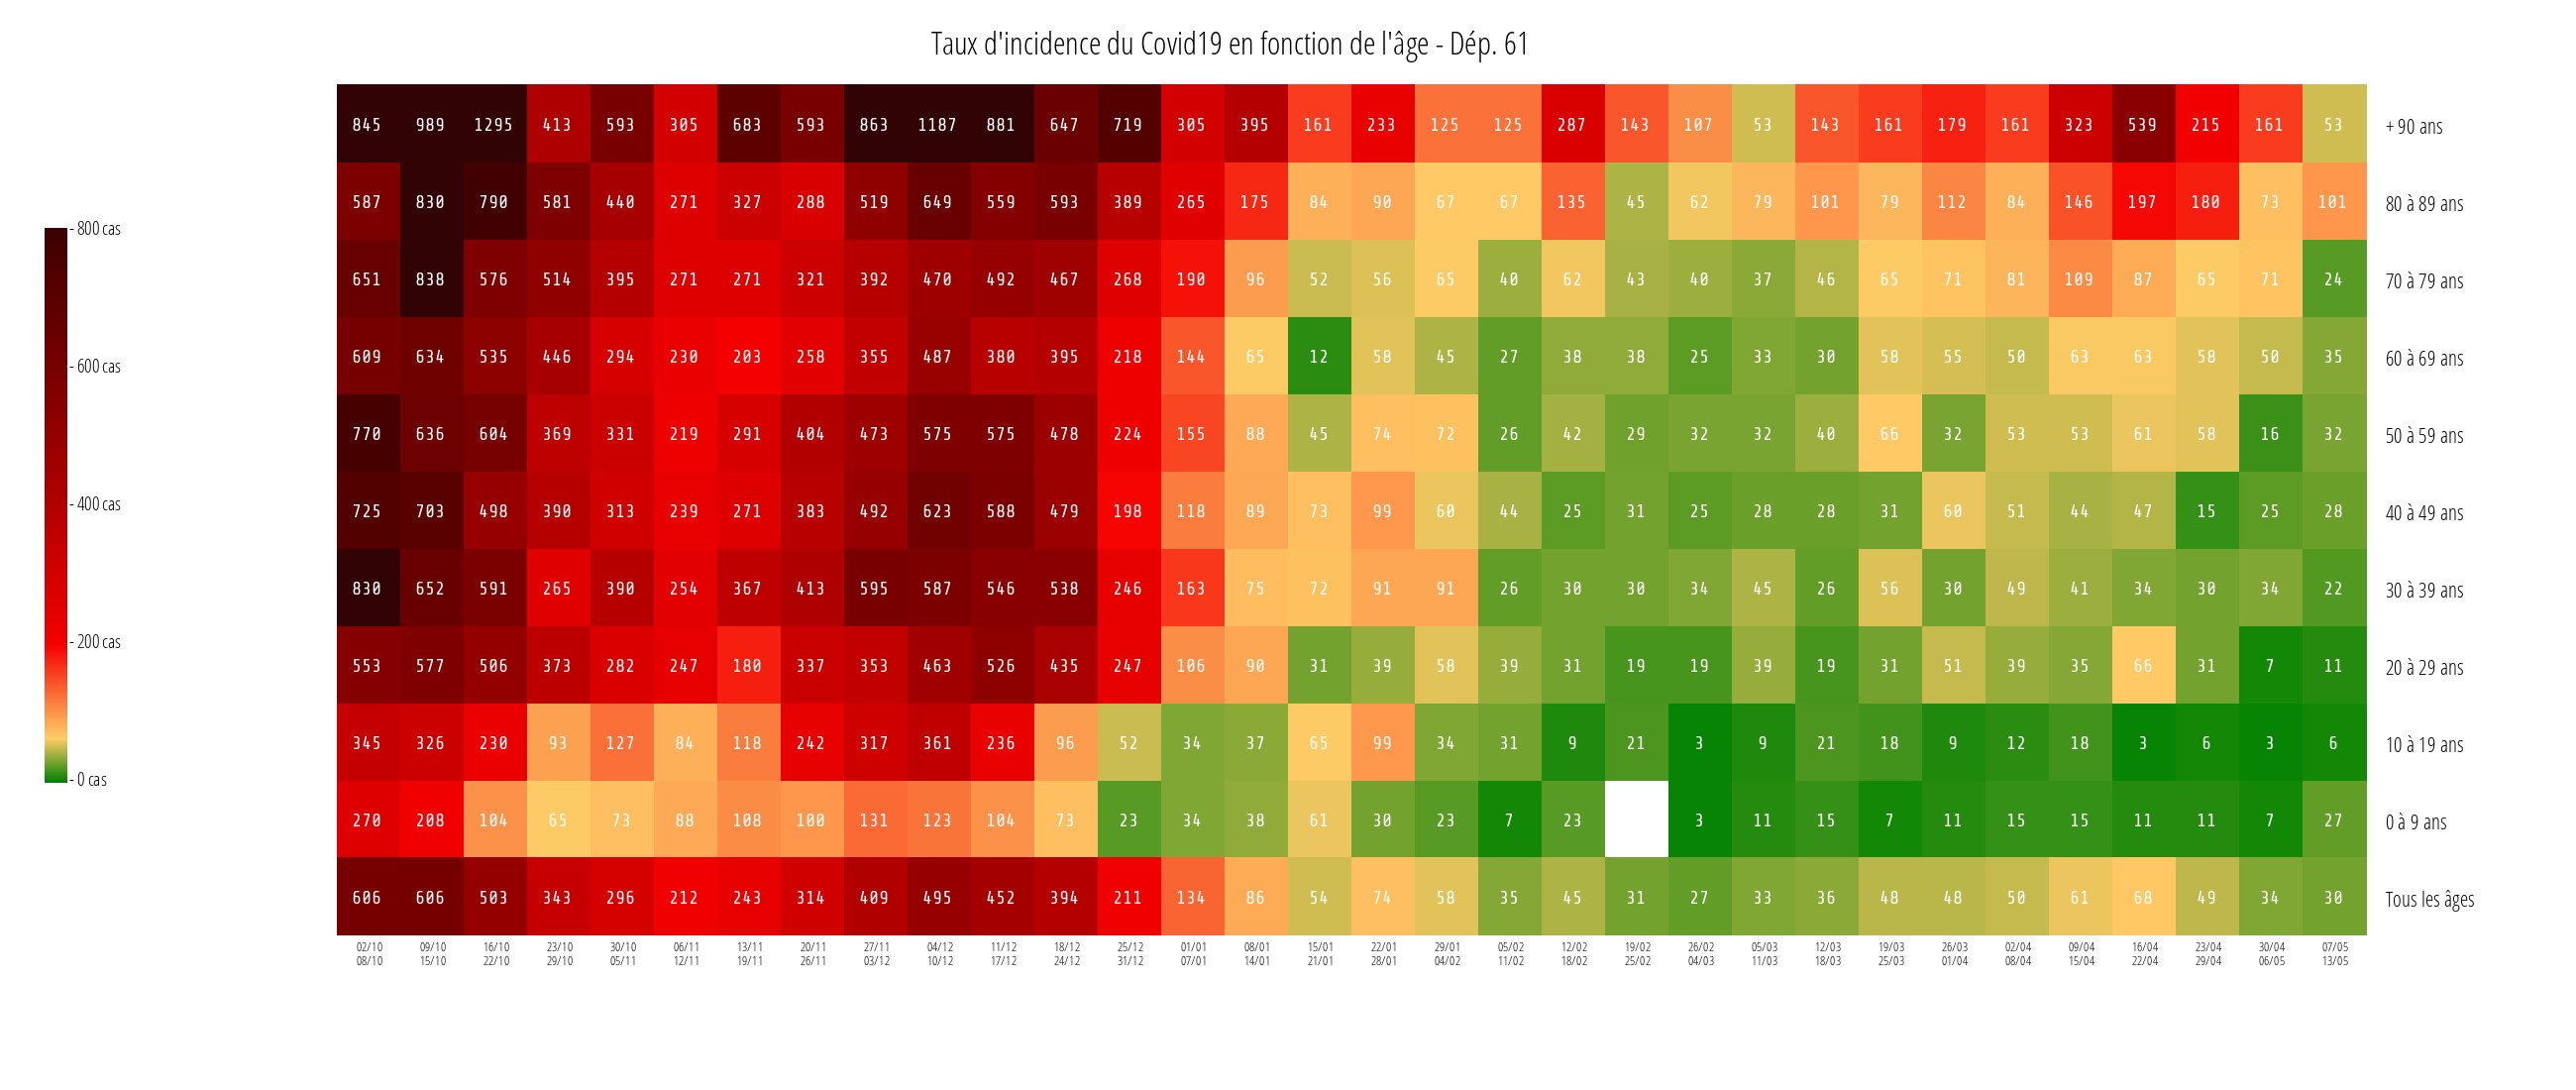 Taux d'incidence du Covid19 en fonction de l'âge - Dép. 61
845 989 1295 413 593 305 683 593 863 1187 881 647 719 305 395 161 233 125 125 287 143 107 53 143 161 179 161 323 539 215 161 53 + 90 ans
587 830 790 581 440 271 327 288 519 649 559 593 389 265 175 84 90 67 67 135 45 62 79 101 79 112 84 146 197 180 73 101 80 à 89 ans
- 800 cas
651 838 576 514 395 271 271 321 392 470 492 467 268 190 96 52 56 65 40 62 43 40 37 46 65 71 81 109 87 65 71 24 70 à 79 ans
609 634 535 446 294 230 203 258 355 487 380 395 218 144 65 12 58 45 27 38 38 25 33 30 58 55 50 63 63 58 50 35 60 à 69 ans
- 600 cas
770 636 604 369 331 219 291 404 473 575 575 478 224 155 88 45 74 72 26 42 29 32 32 40 66 32 53 53 61 58 16 32 50 à 59 ans
- 400 cas
725 703 498 390 313 239 271 383 492 623 588 479 198 118 89 73 99 60 44 25 31 25 28 28 31 60 51 44 47 15 25 28 40 à 49 ans
830 652 591 265 390 254 367 413 595 587 546 538 246 163 75 72 91 91 26 30 30 34 45 26 56 30 49 41 34 30 34 22 30 à 39 ans
- 200 cas
553 577 506 373 282 247 180 337 353 463 526 435 247 106 90 31 39 58 39 31 19 19 39 19 31 51 39 35 66 31 7 11 20 à 29 ans
345 326 230 93 127 84 118 242 317 361 236 96 52 34 37 65 99 34 31 9 21 3 9 21 18 9 12 18 3 6 3 6 10 à 19 ans
- 0 cas
270 208 104 65 73 88 108 100 131 123 104 73 23 34 38 61 30 23 7 23 3 11 15 7 11 15 15 11 11 7 27 0 à 9 ans
606 606 503 343 296 212 243 314 409 495 452 394 211 134 86 54 74 58 35 45 31 27 33 36 48 48 50 61 68 49 34 30 Tous les âges
02/10 09/10 16/10 23/10 30/10 06/11 13/11 20/11 27/11 04/12 11/12 18/12 25/12 01/01 08/01 15/01 22/01 29/01 05/02 12/02 19/02 26/02 05/03 12/03 19/03 26/03 02/04 09/04 16/04 23/04 30/04 07/05
08/10 15/10 22/10 29/10 05/11 12/11 19/11 26/11 03/12 10/12 17/12 24/12 31/12 07/01 14/01 21/01 28/01 04/02 11/02 18/02 25/02 04/03 11/03 18/03 25/03 01/04 08/04 15/04 22/04 29/04 06/05 13/05